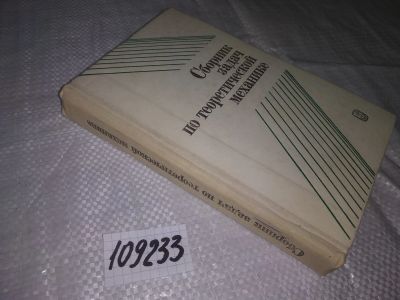 Сборник
задач
по теоретической
механике
Сборник задач по теоретической механике
109233